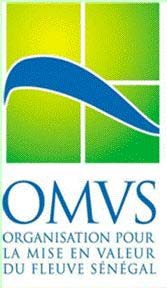 OMVS
ORGANISATION POUR
LA MISE EN VALEUR
DU FLEUVE SÉNÉGAL